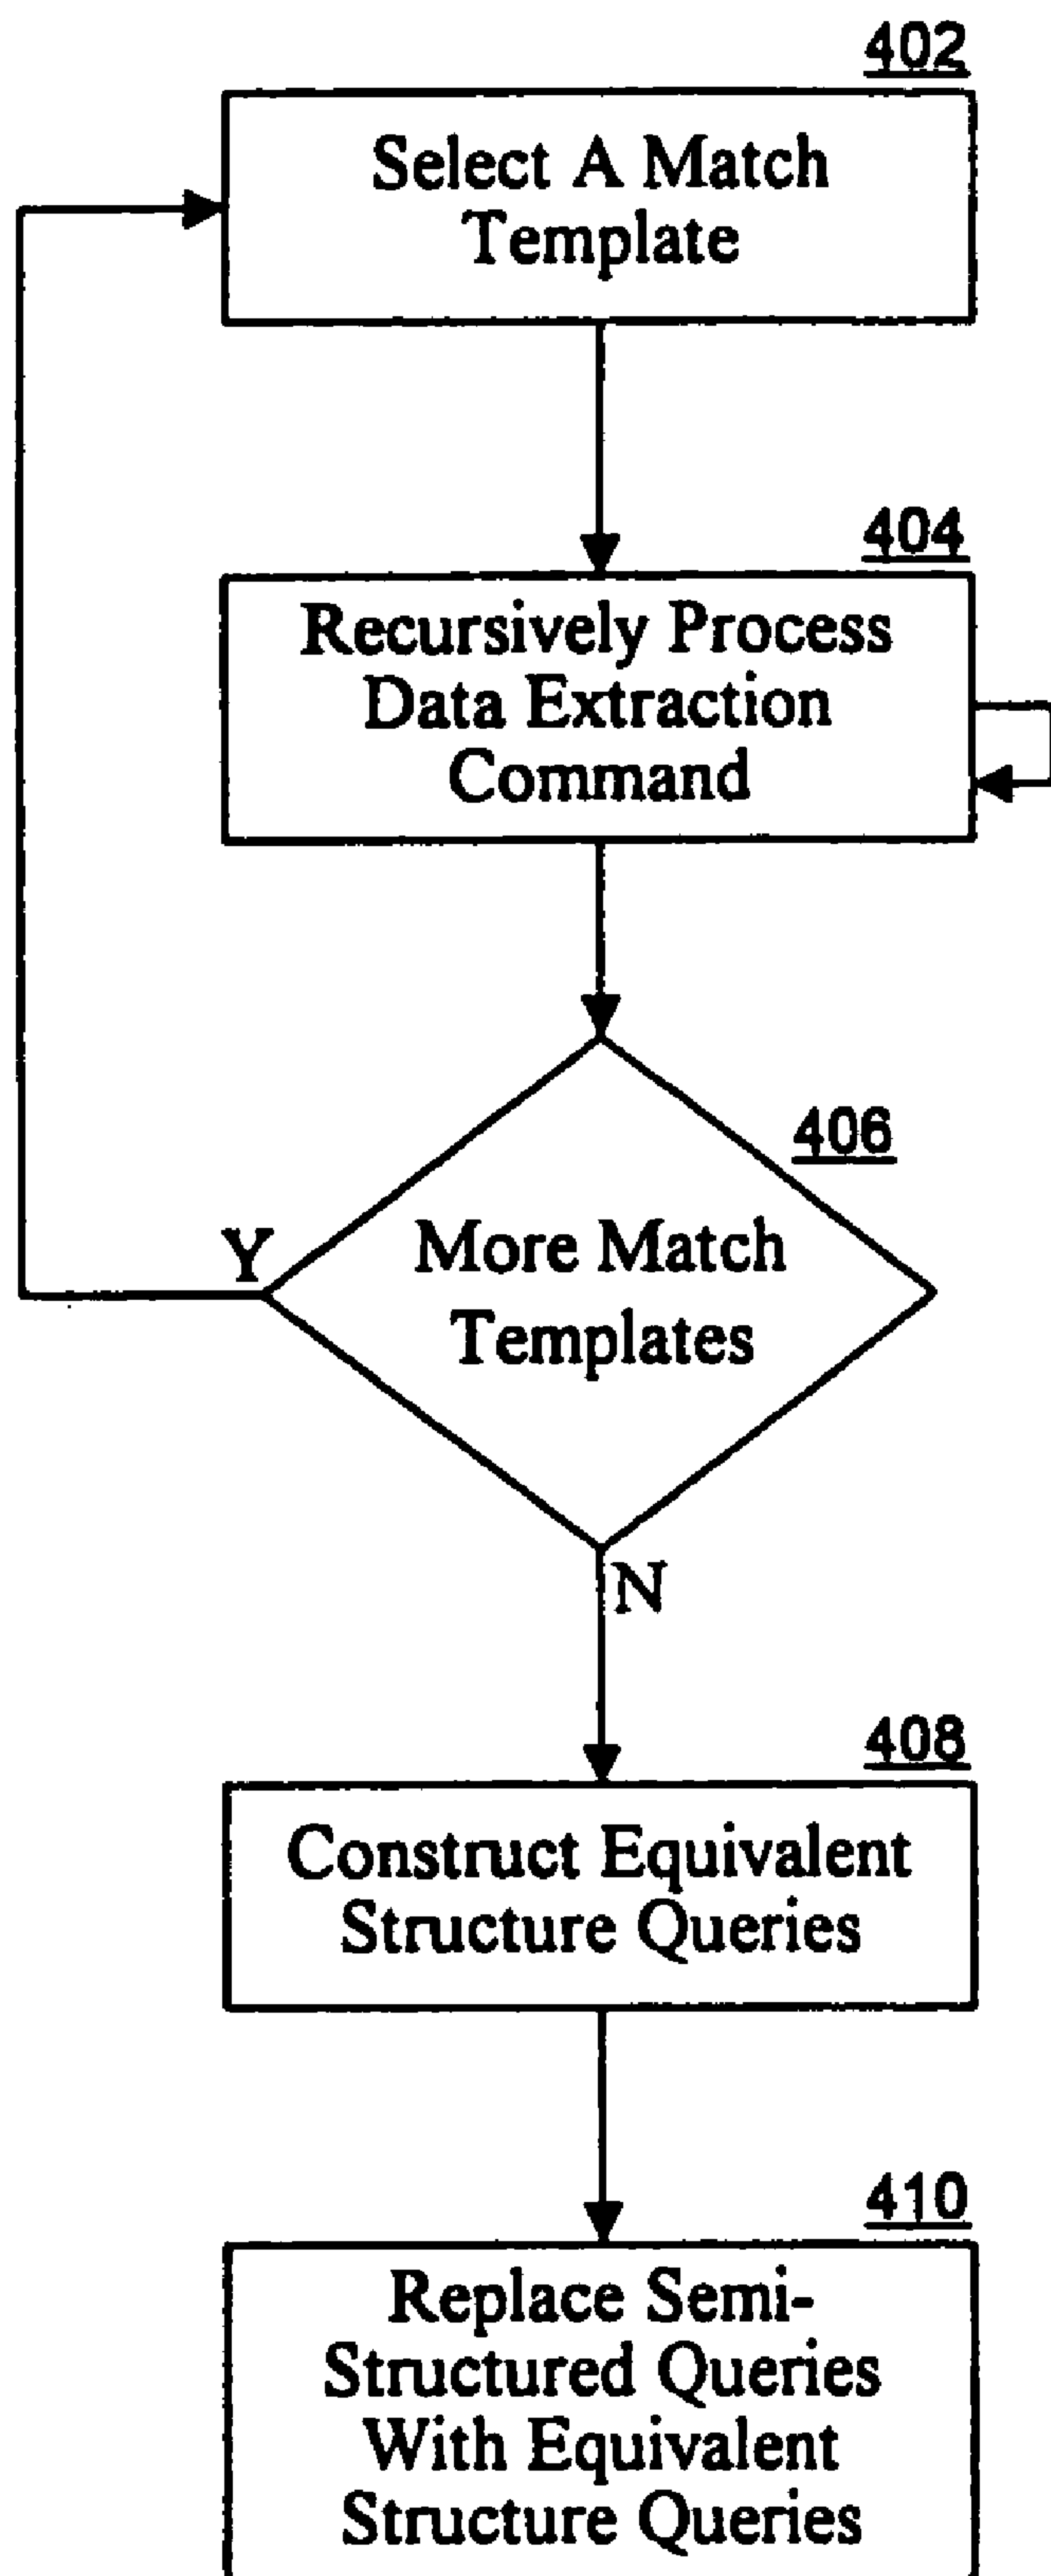 402
Select A Match
Template
404
Recursively Process
Data Extraction
Command
406
Y
More Match
Templates
N
408
Construct Equivalent
Structure Queries
410
Replace Semi-
Structured Queries
With Equivalent
Structure Queries